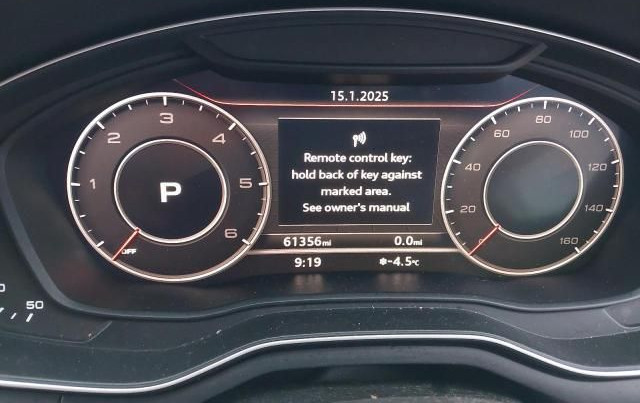 15.1.2025
Remote control key:
hold back of key against
marked area.
See owner's manual
P
1
2
3
4
5
6
OFF
0
20
40
60
80
100
120
140
160
61356mi
0.0mi
9:19
❄-4.5°C
50